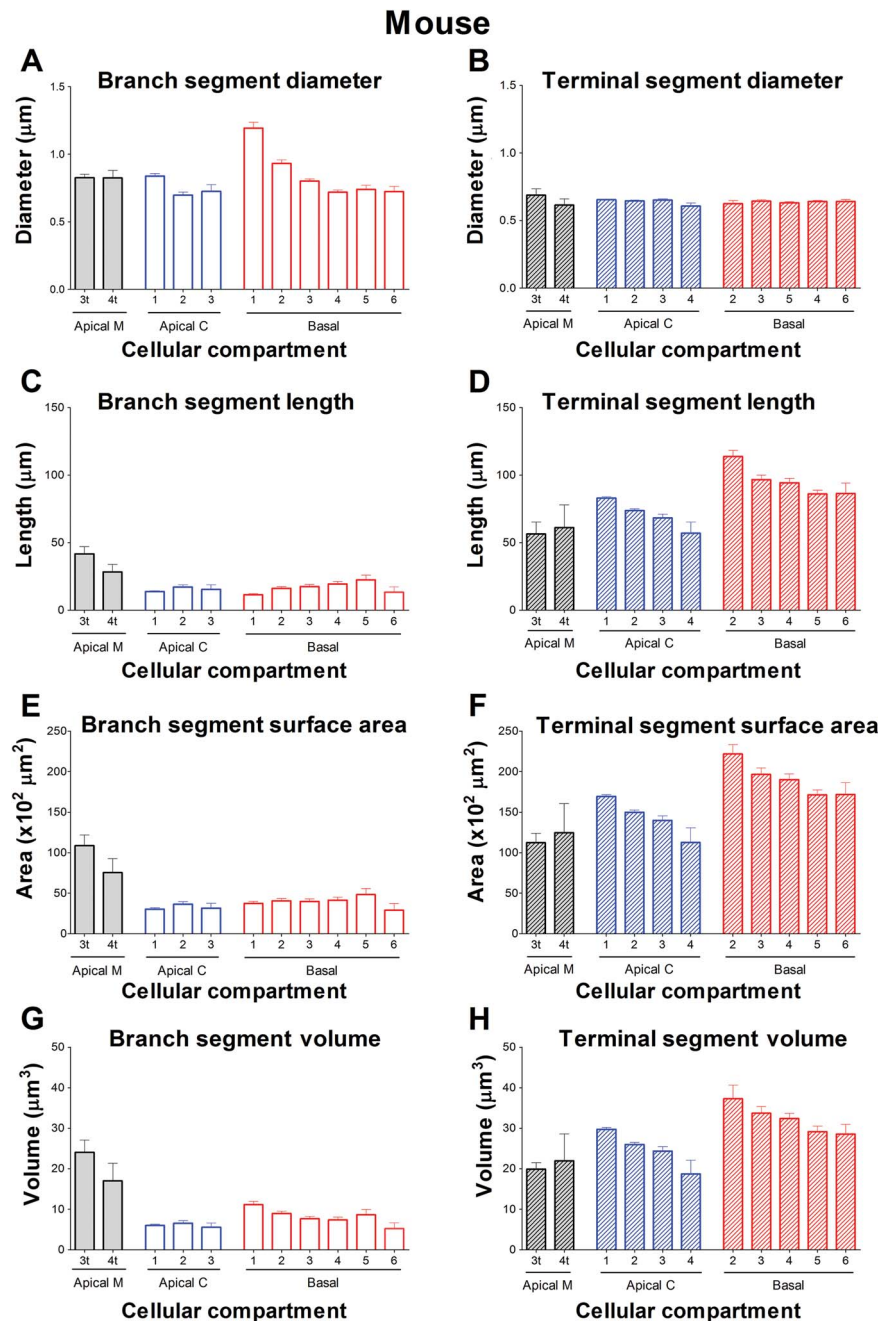 Mouse
A
Branch segment diameter
Diameter (μm)
1.5
1.0
0.5
0.0
3t 4t 1 2 3 1 2 3 4 5 6
Apical M Apical C Basal
Cellular compartment
B
Terminal segment diameter
Diameter (μm)
1.5
1.0
0.5
0.0
3t 4t 1 2 3 4 2 3 5 4 6
Apical M Apical C Basal
Cellular compartment
C
Branch segment length
Length (μm)
150
100
50
0
3t 4t 1 2 3 1 2 3 4 5 6
Apical M Apical C Basal
Cellular compartment
D
Terminal segment length
Length (μm)
150
100
50
0
3t 4t 1 2 3 4 2 3 4 5 6
Apical M Apical C Basal
Cellular compartment
E
Branch segment surface area
Area (x10² μm²)
250
200
150
100
50
0
3t 4t 1 2 3 1 2 3 4 5 6
Apical M Apical C Basal
Cellular compartment
F
Terminal segment surface area
Area (x10² μm²)
250
200
150
100
50
0
3t 4t 1 2 3 4 2 3 4 5 6
Apical M Apical C Basal
Cellular compartment
G
Branch segment volume
Volume (μm³)
50
40
30
20
10
0
3t 4t 1 2 3 1 2 3 4 5 6
Apical M Apical C Basal
Cellular compartment
H
Terminal segment volume
Volume (μm³)
50
40
30
20
10
0
3t 4t 1 2 3 4 2 3 4 5 6
Apical M Apical C Basal
Cellular compartment